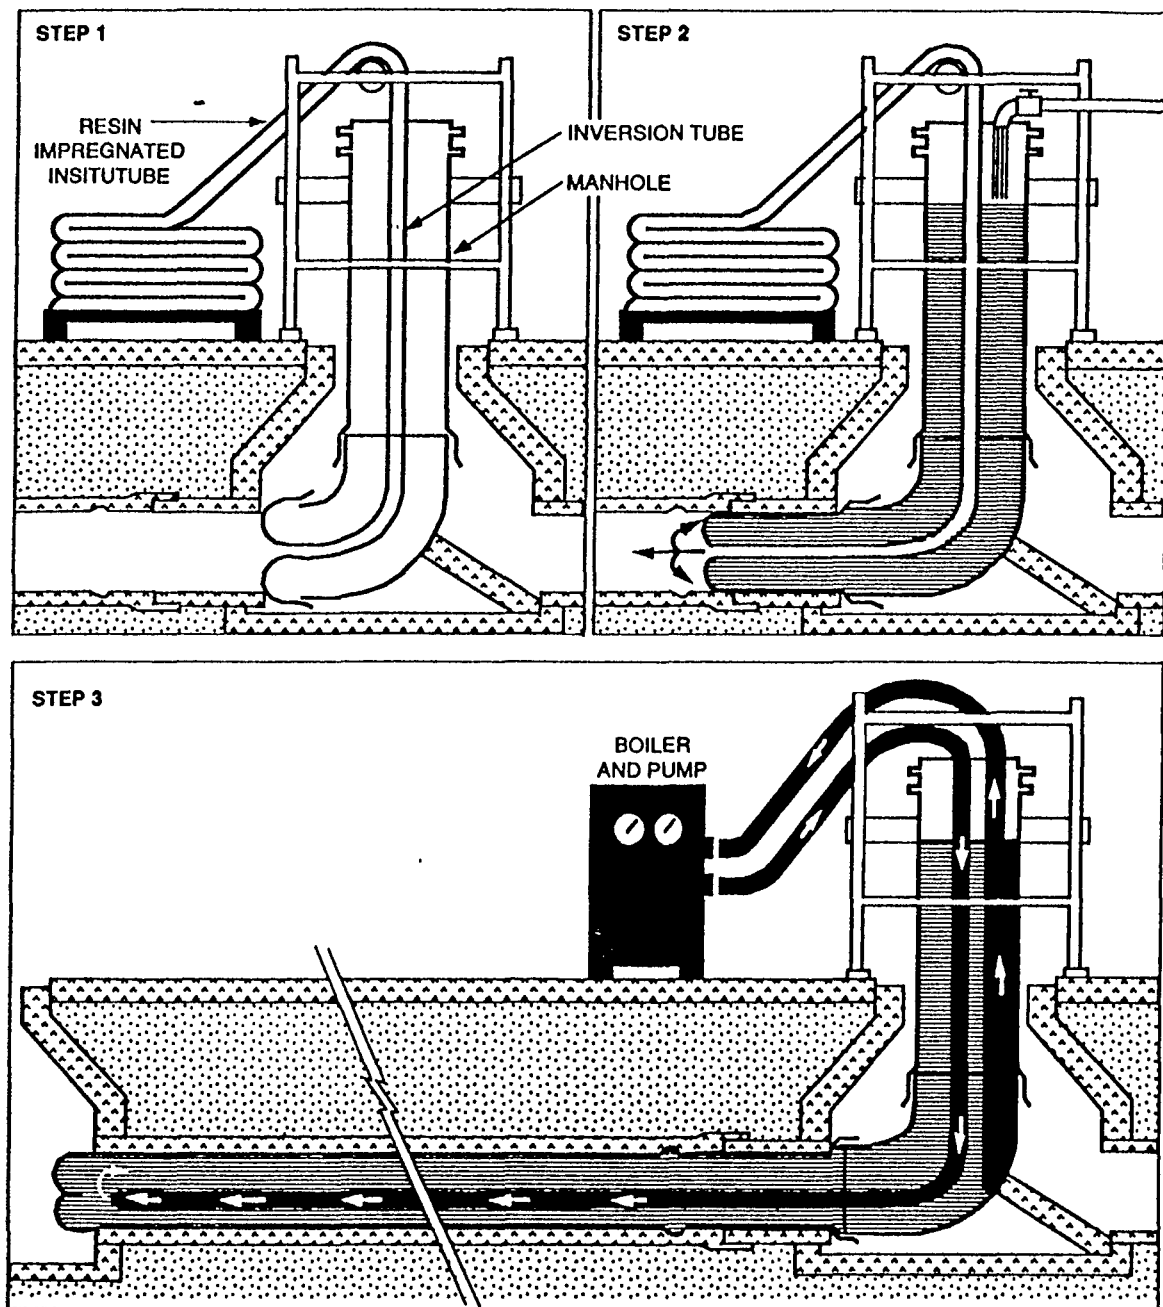 STEP 1
RESIN
IMPREGNATED
INSITUTUBE
INVERSION TUBE
MANHOLE
STEP 2
STEP 3
BOILER
AND PUMP